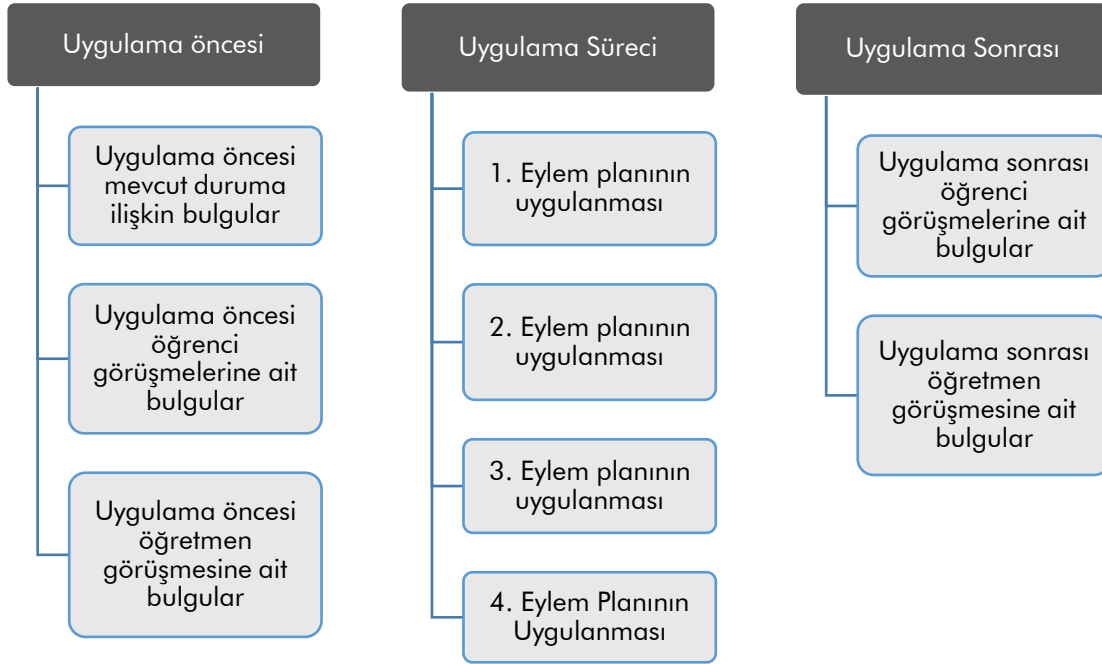 Uygulama öncesi
Uygulama öncesi
mevcut duruma
ilişkin bulgular
Uygulama öncesi
öğrenci
görüşmelerine ait
bulgular
Uygulama öncesi
öğretmen
görüşmesine ait
bulgular
Uygulama Süreci
1. Eylem planının
uygulanması
2. Eylem planının
uygulanması
3. Eylem planının
uygulanması
4. Eylem Planının
Uygulanması
Uygulama Sonrası
Uygulama sonrası
öğrenci
görüşmelerine ait
bulgular
Uygulama sonrası
öğretmen
görüşmesine ait
bulgular